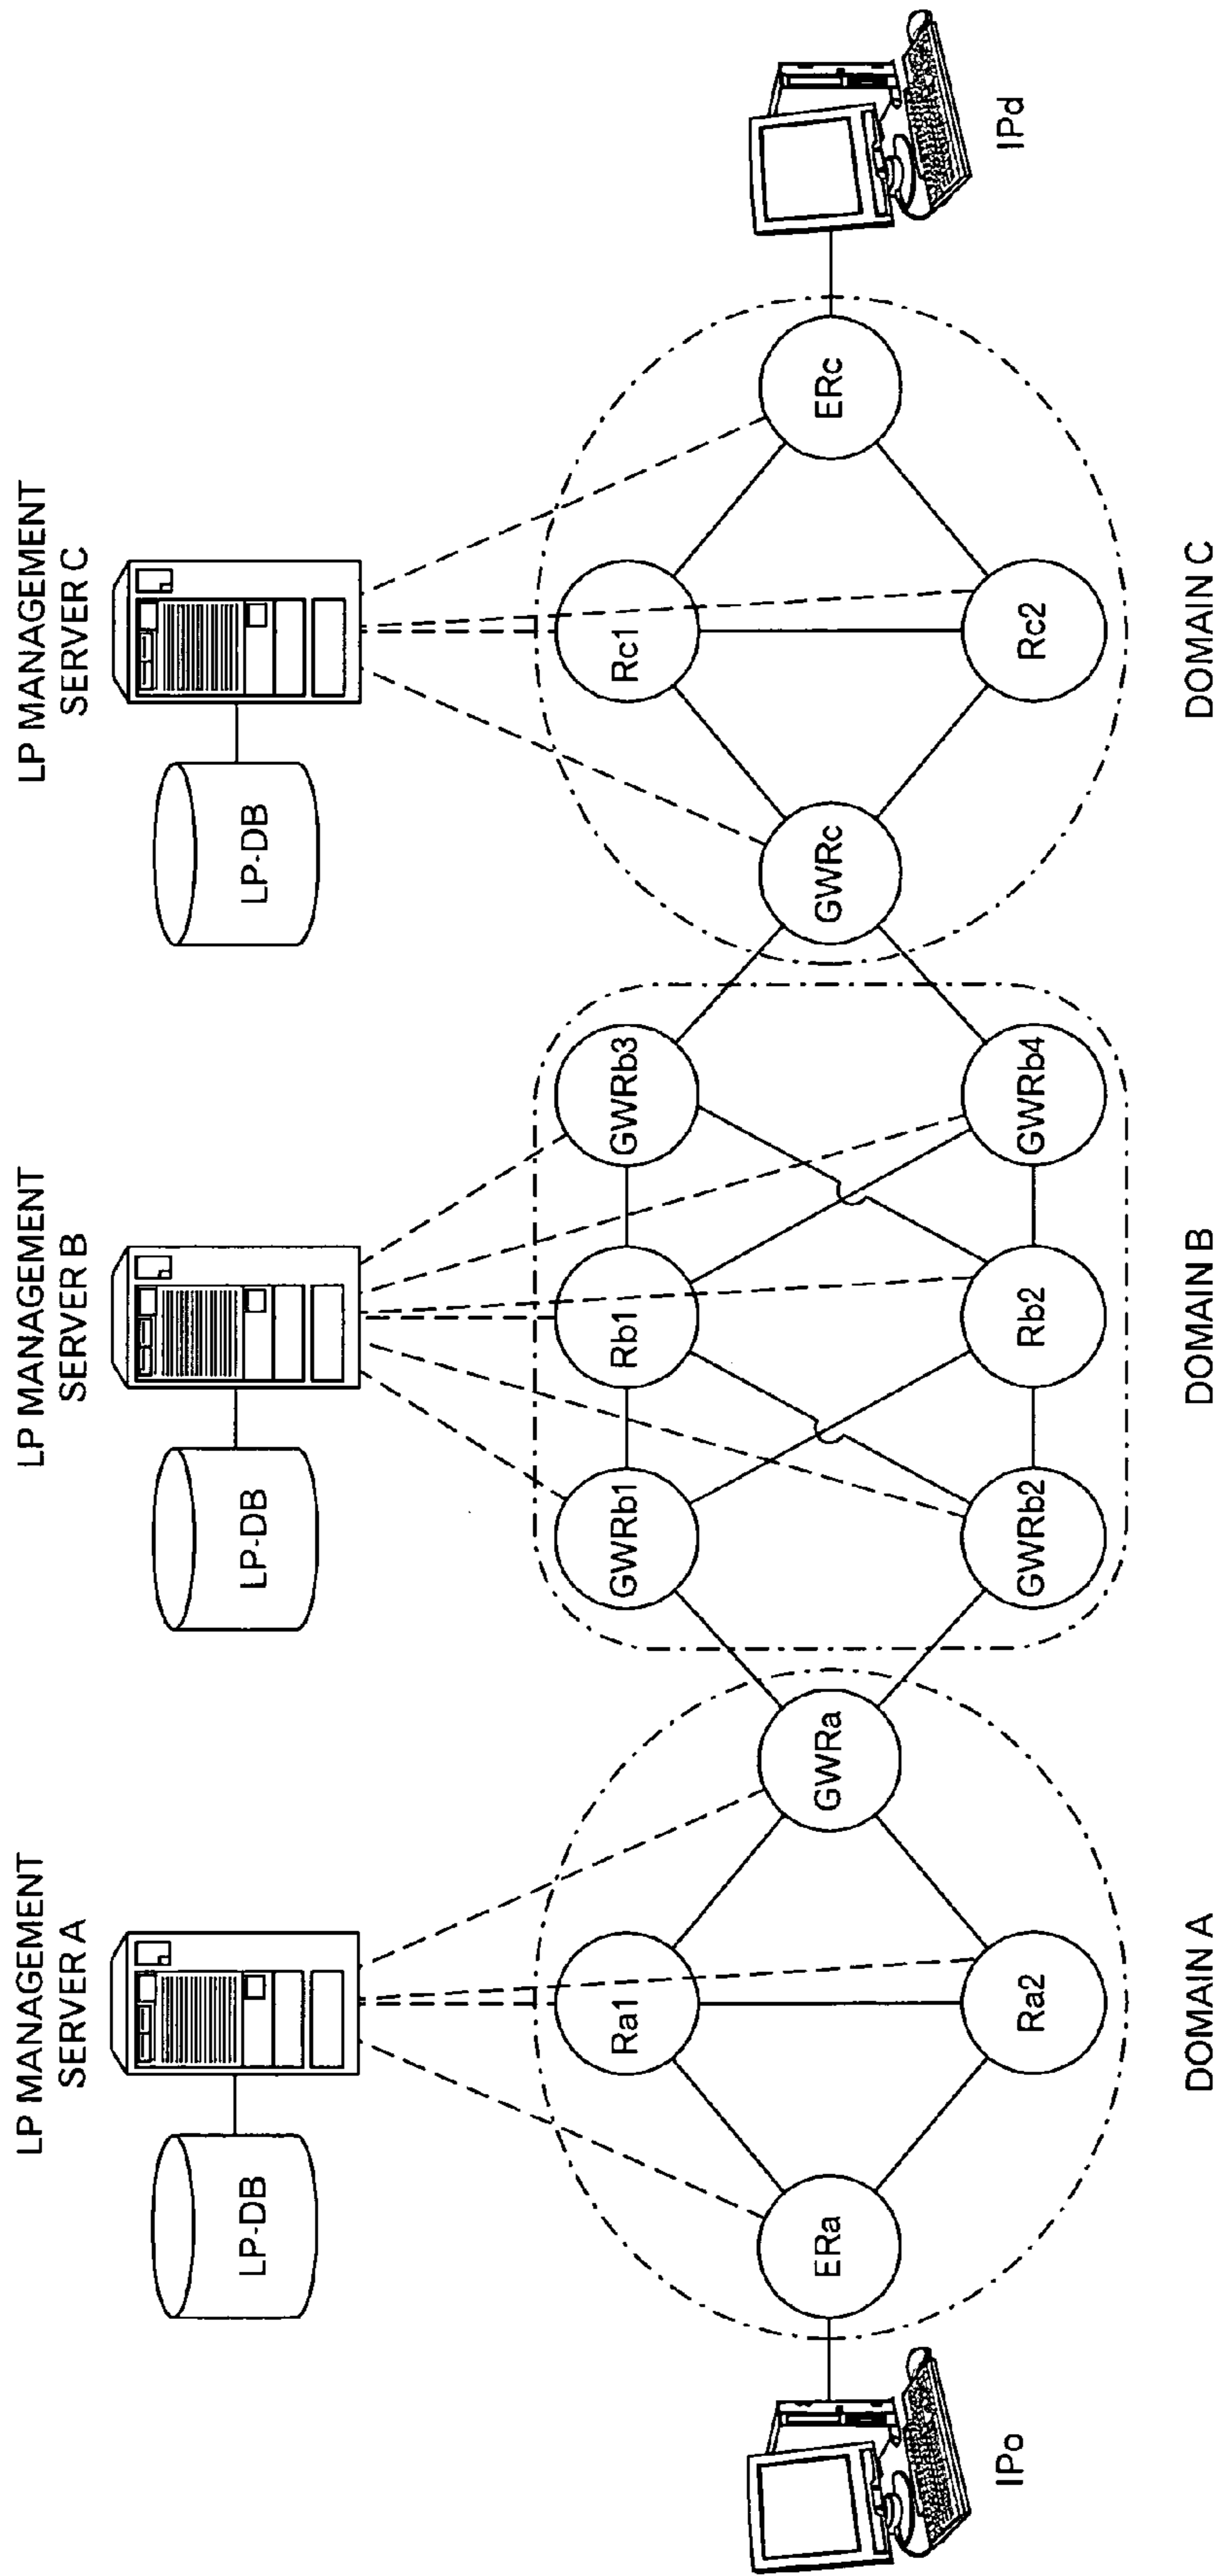 LP MANAGEMENT
SERVER A
LP MANAGEMENT
SERVER B
LP MANAGEMENT
SERVER C
LP-DB
LP-DB
LP-DB
Ra1
GWRb1
Rb1
GWRb3
Rc1
IPo
ERa
GWRa
GWRc
ERc
IPd
Ra2
GWRb2
Rb2
GWRb4
Rc2
DOMAIN A
DOMAIN B
DOMAIN C